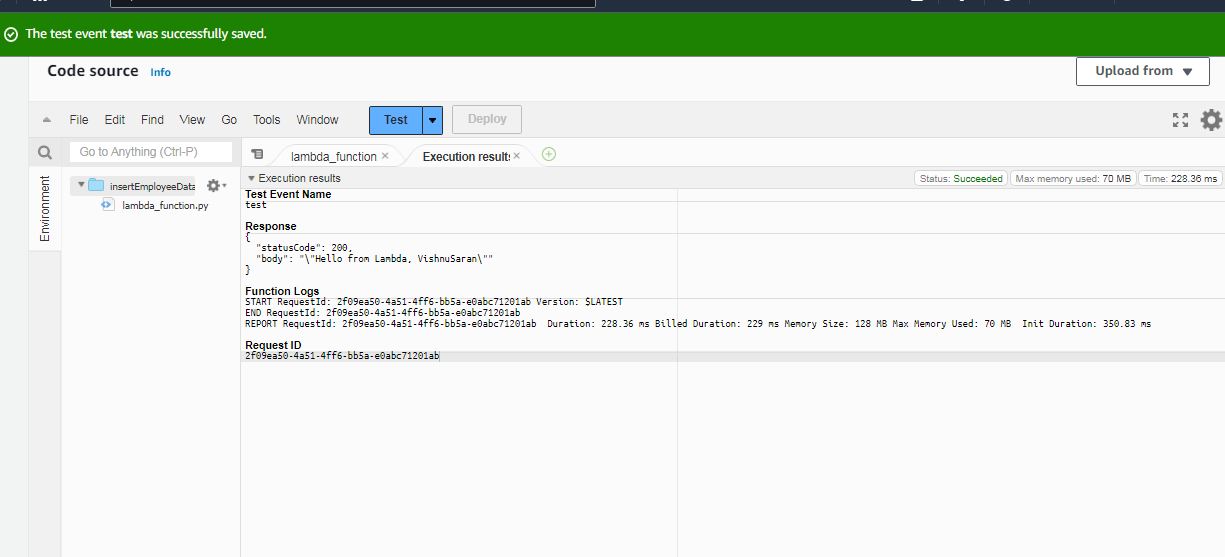 The test event test was successfully saved.
Code source Info
Upload from
File Edit Find View Go Tools Window Test Deploy
Go to Anything (Ctrl-P)
lambda_function × Execution results ×
Environment
insertEmployeeData
lambda_function.py
Execution results Status: Succeeded Max memory used: 70 MB Time: 228.36 ms
Test Event Name
test
Response
{
"statusCode": 200,
"body": "\"Hello from Lambda, VishnuSaran\""
}
Function Logs
START RequestId: 2f09ea50-4a51-4ff6-bb5a-e0abc71201ab Version: $LATEST
END RequestId: 2f09ea50-4a51-4ff6-bb5a-e0abc71201ab
REPORT RequestId: 2f09ea50-4a51-4ff6-bb5a-e0abc71201ab Duration: 228.36 ms Billed Duration: 229 ms Memory Size: 128 MB Max Memory Used: 70 MB Init Duration: 350.83 ms
Request ID
2f09ea50-4a51-4ff6-bb5a-e0abc71201ab